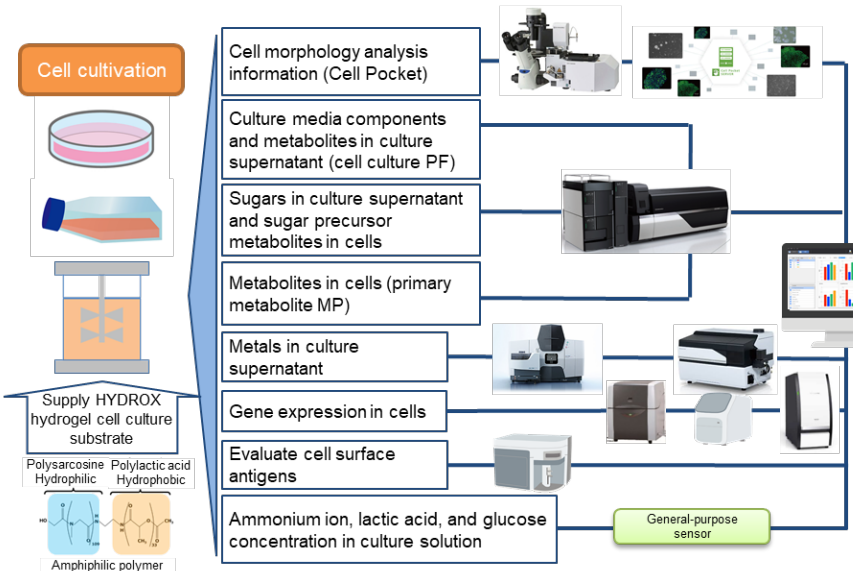 Cell cultivation
Supply HYDROX
hydrogel cell culture
substrate
Polysarcosine
Hydrophilic
Polylactic acid
Hydrophobic
Amphiphilic polymer
Cell morphology analysis
information (Cell Pocket)
Culture media components
and metabolites in culture
supernatant (cell culture PF)
Sugars in culture supernatant
and sugar precursor
metabolites in cells
Metabolites in cells (primary
metabolite MP)
Metals in culture
supernatant
Gene expression in cells
Evaluate cell surface
antigens
Ammonium ion, lactic acid, and glucose
concentration in culture solution
General-purpose
sensor